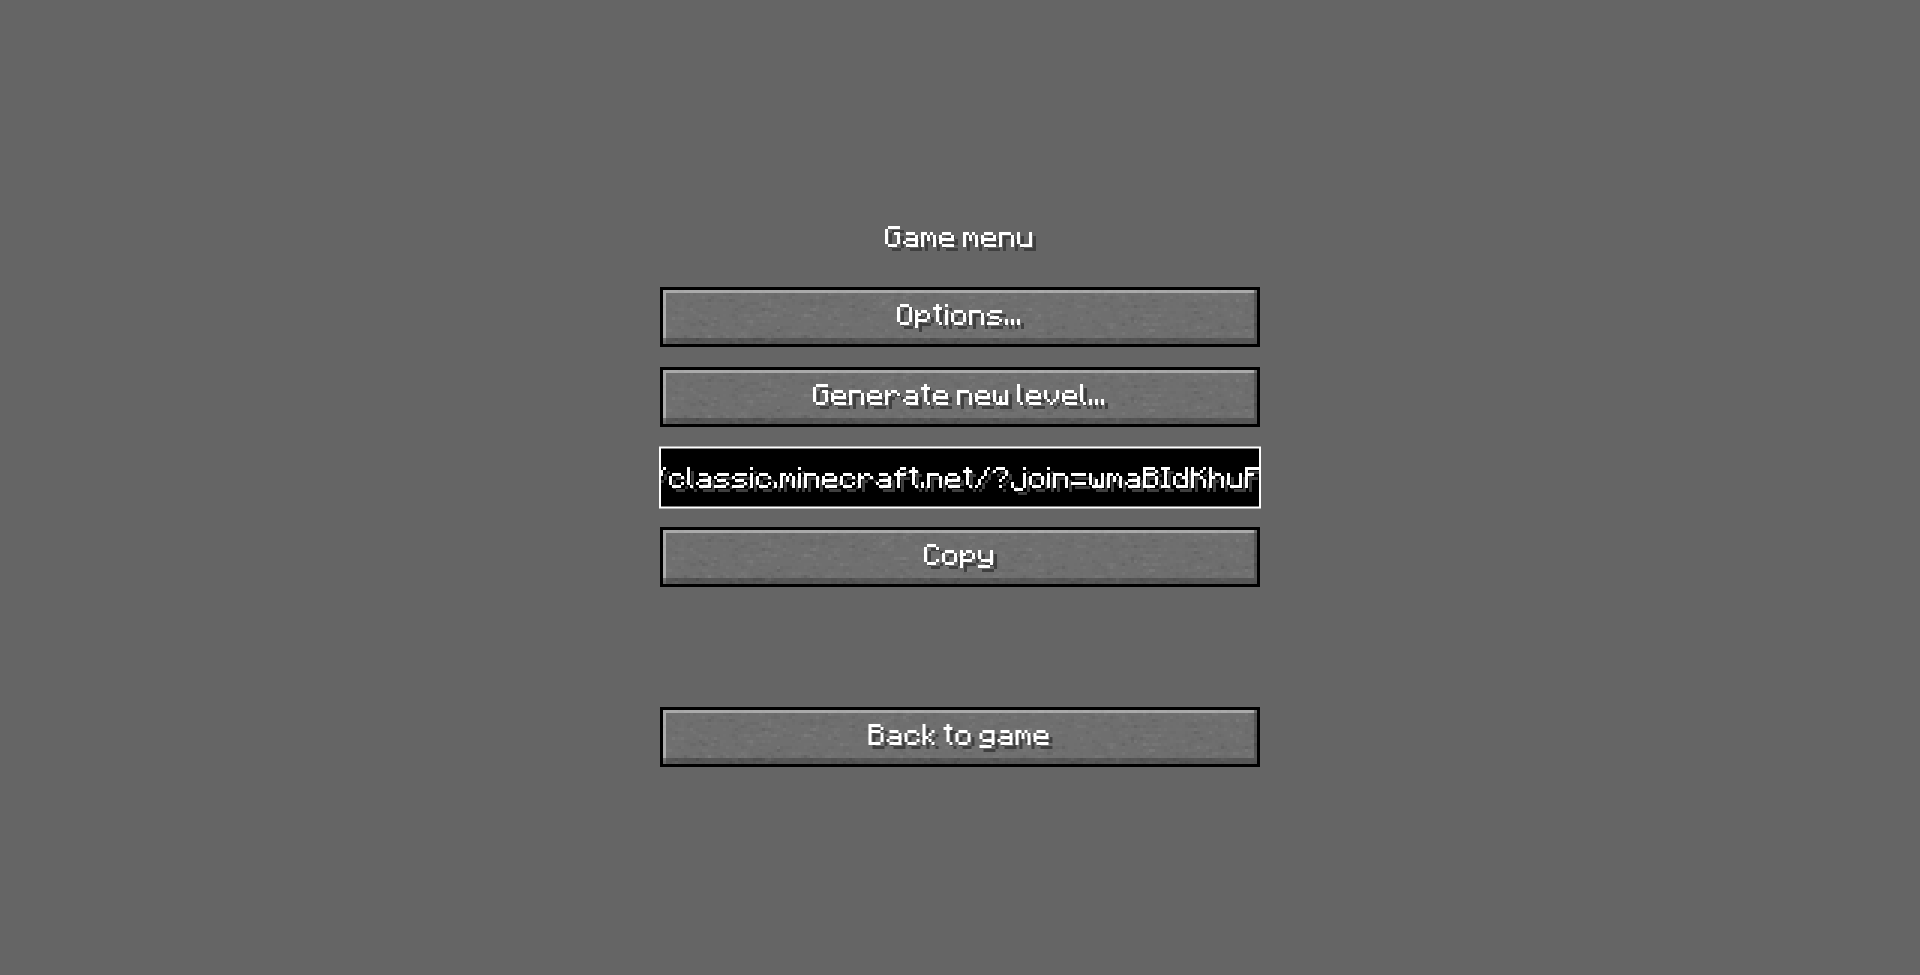 Game menu
Options...
Generate new level...
/classic.minecraft.net/?join=wmaBIdKhuF
Copy
Back to game